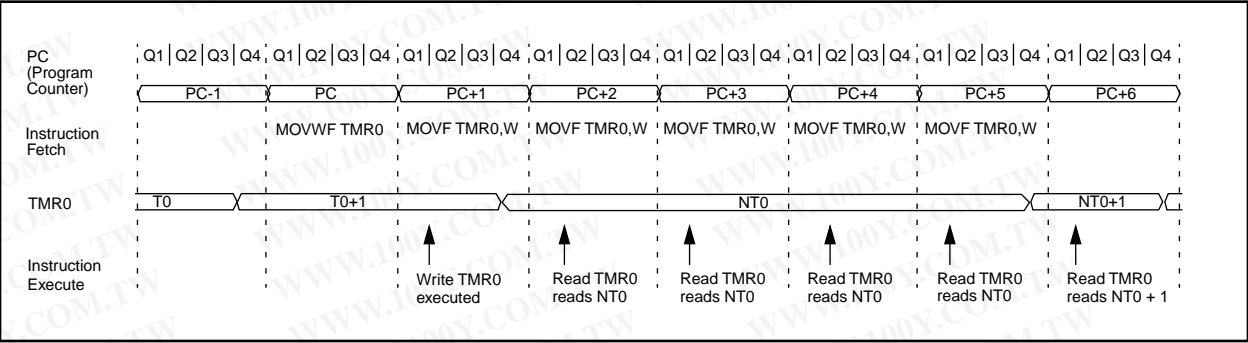 PC
(Program
Counter)
Q1 Q2 Q3 Q4 Q1 Q2 Q3 Q4 Q1 Q2 Q3 Q4 Q1 Q2 Q3 Q4 Q1 Q2 Q3 Q4 Q1 Q2 Q3 Q4 Q1 Q2 Q3 Q4 Q1 Q2 Q3 Q4
PC-1 PC PC+1 PC+2 PC+3 PC+4 PC+5 PC+6
Instruction
Fetch
MOVWF TMR0 MOVF TMR0,W MOVF TMR0,W MOVF TMR0,W MOVF TMR0,W MOVF TMR0,W
TMR0
T0 T0+1 NT0 NT0+1
Instruction
Execute
Write TMR0
executed
Read TMR0
reads NT0
Read TMR0
reads NT0
Read TMR0
reads NT0
Read TMR0
reads NT0
Read TMR0
reads NT0 + 1
WWW.100Y.COM.TW